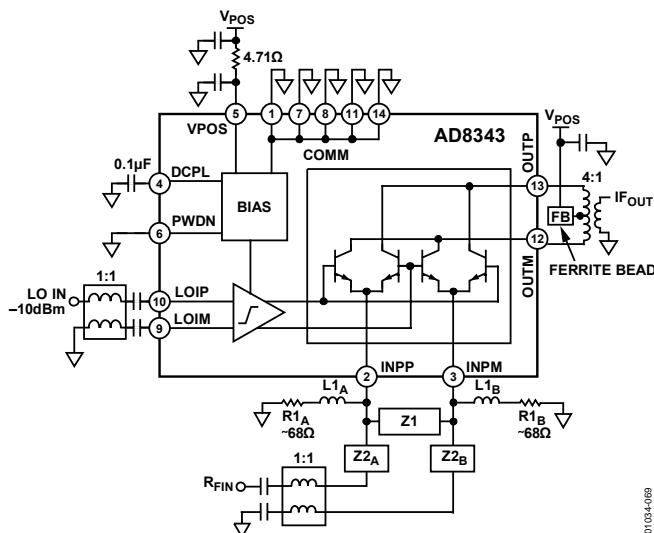 VPOS
4.71Ω
5
1
7
8
11
14
VPOS
COMM
AD8343
VPOS
0.1µF
4
DCPL
BIAS
6
PWDN
OUTP
13
4:1
IFOUT
FB
12
OUTM
FERRITE BEAD
1:1
LO IN
–10dBm
10
LOIP
9
LOIM
2
INPP
3
INPM
L1A
L1B
R1A
~68Ω
Z1
R1B
~68Ω
Z2A
Z2B
1:1
RFIN
01034-069